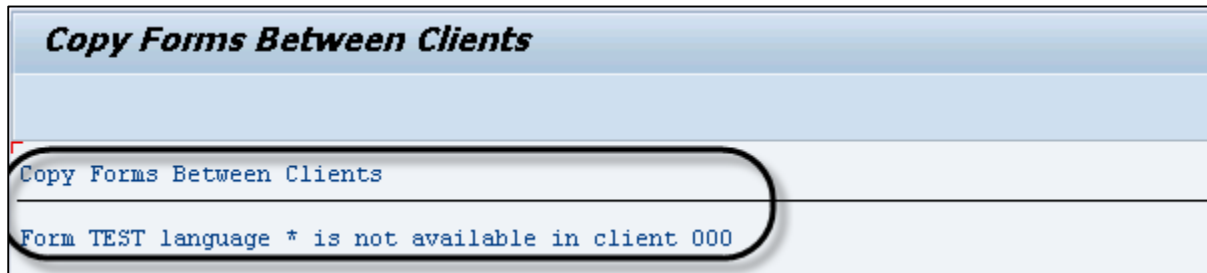 Copy Forms Between Clients
Copy Forms Between Clients
Form TEST language * is not available in client 000